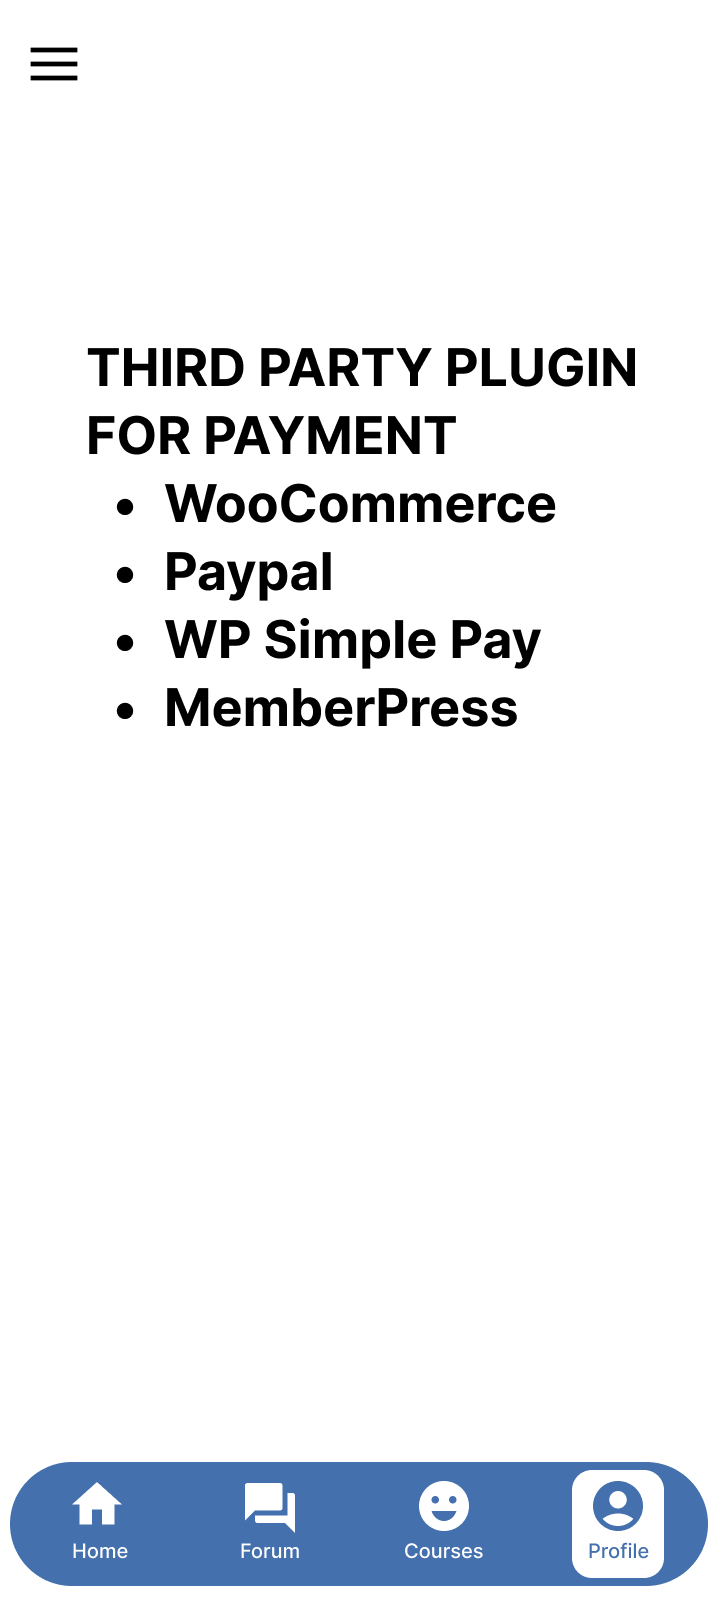 THIRD PARTY PLUGIN
FOR PAYMENT
• WooCommerce
• Paypal
• WP Simple Pay
• MemberPress
Home
Forum
Courses
Profile